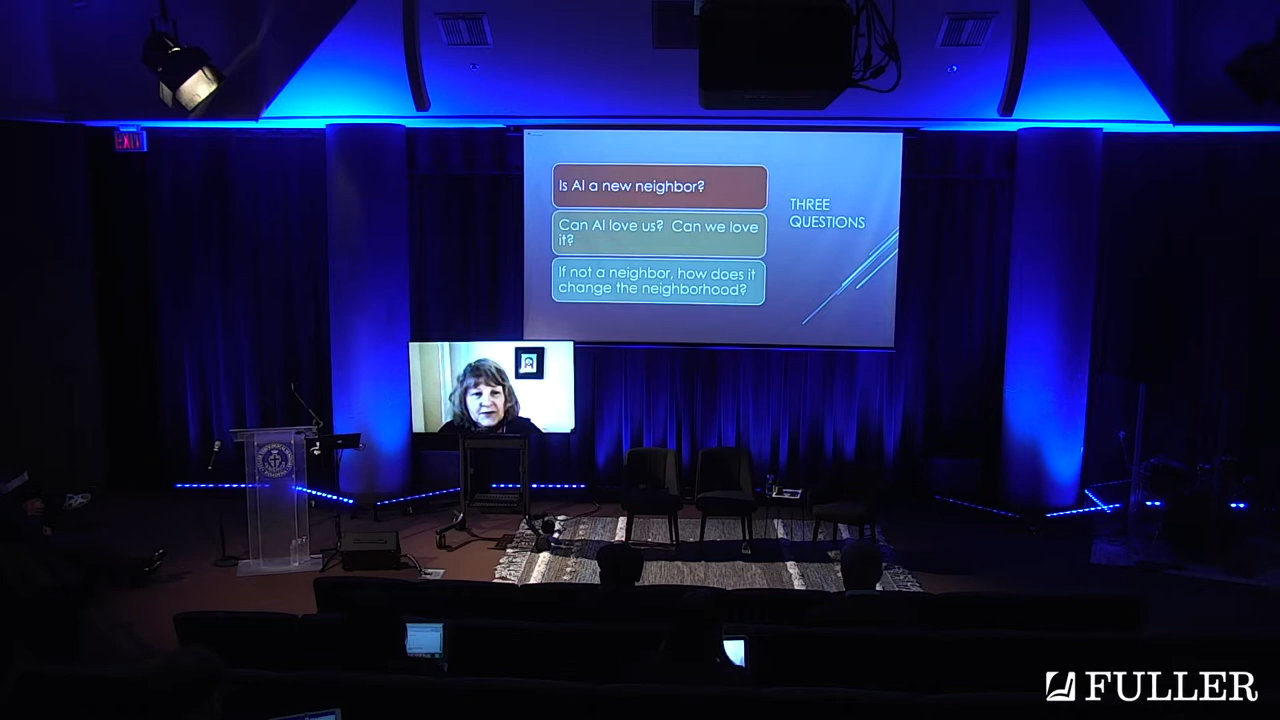 EXIT
Is AI a new neighbor?
Can AI love us?  Can we love
it?
If not a neighbor, how does it
change the neighborhood?
THREE
QUESTIONS
FULLER